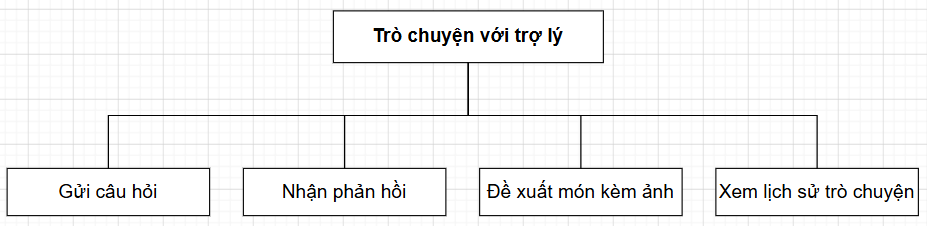 Trò chuyện với trợ lý
Gửi câu hỏi
Nhận phản hồi
Đề xuất món kèm ảnh
Xem lịch sử trò chuyện